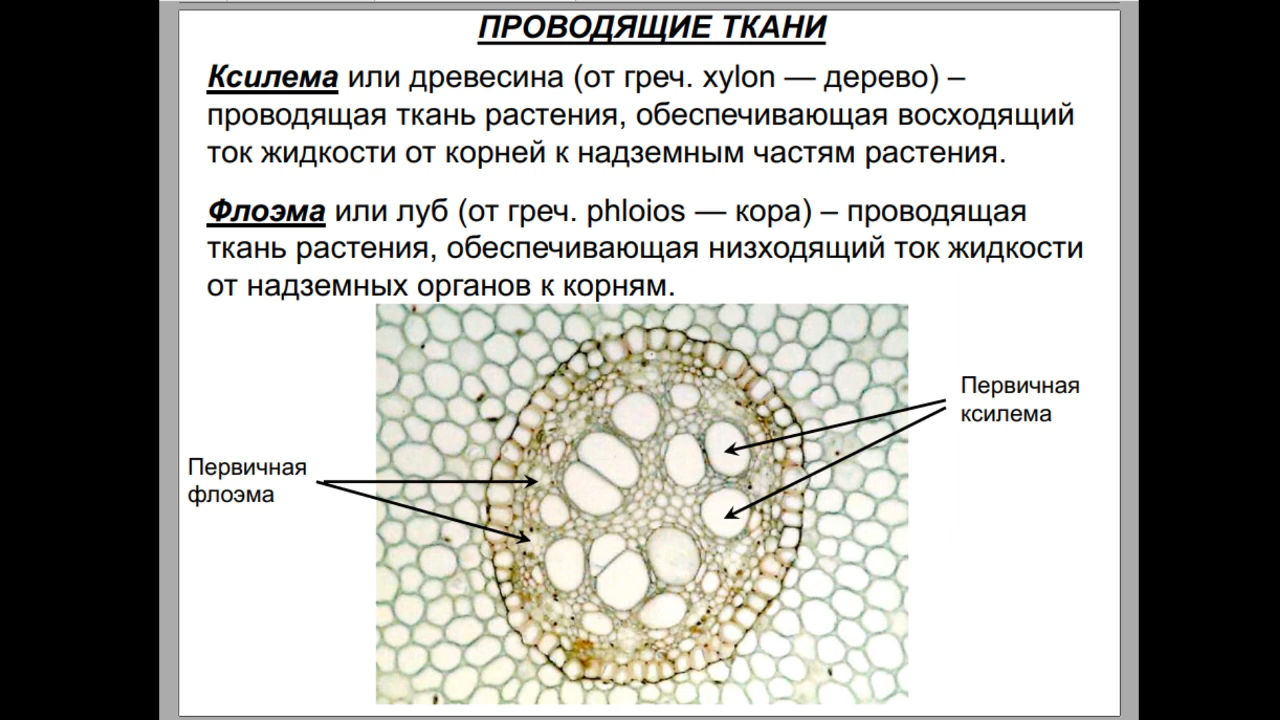 ПРОВОДЯЩИЕ ТКАНИ
Ксилема или древесина (от греч. xylon — дерево) –
проводящая ткань растения, обеспечивающая восходящий
ток жидкости от корней к надземным частям растения.
Флоэма или луб (от греч. phloios — кора) – проводящая
ткань растения, обеспечивающая низходящий ток жидкости
от надземных органов к корням.
Первичная
ксилема
Первичная
флоэма